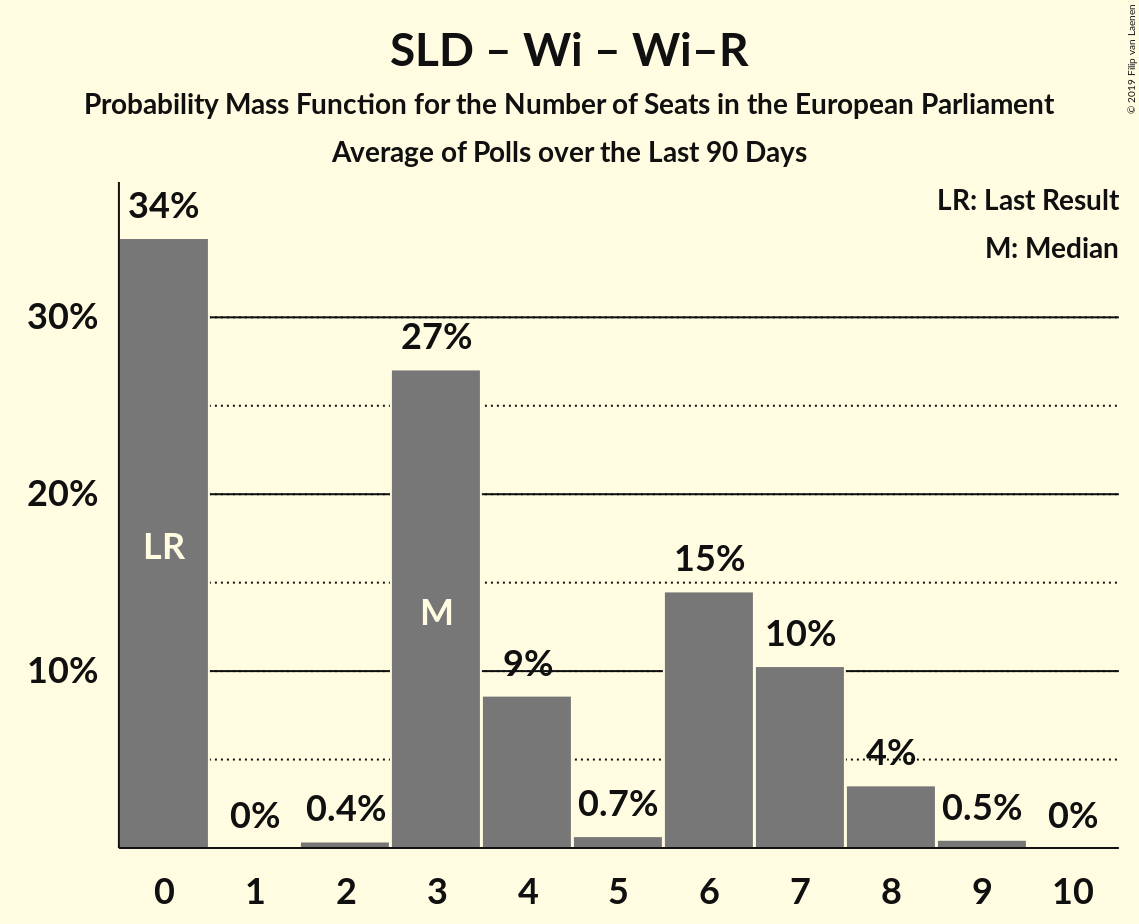 SLD – Wi – Wi–R
Probability Mass Function for the Number of Seats in the European Parliament
Average of Polls over the Last 90 Days
© 2019 Filip van Laenen
LR: Last Result
M: Median
34%
30%
27%
20%
15%
LR
M
10%
9%
10%
4%
0%
0.4%
0.7%
0.5%
0%
0 1 2 3 4 5 6 7 8 9 10